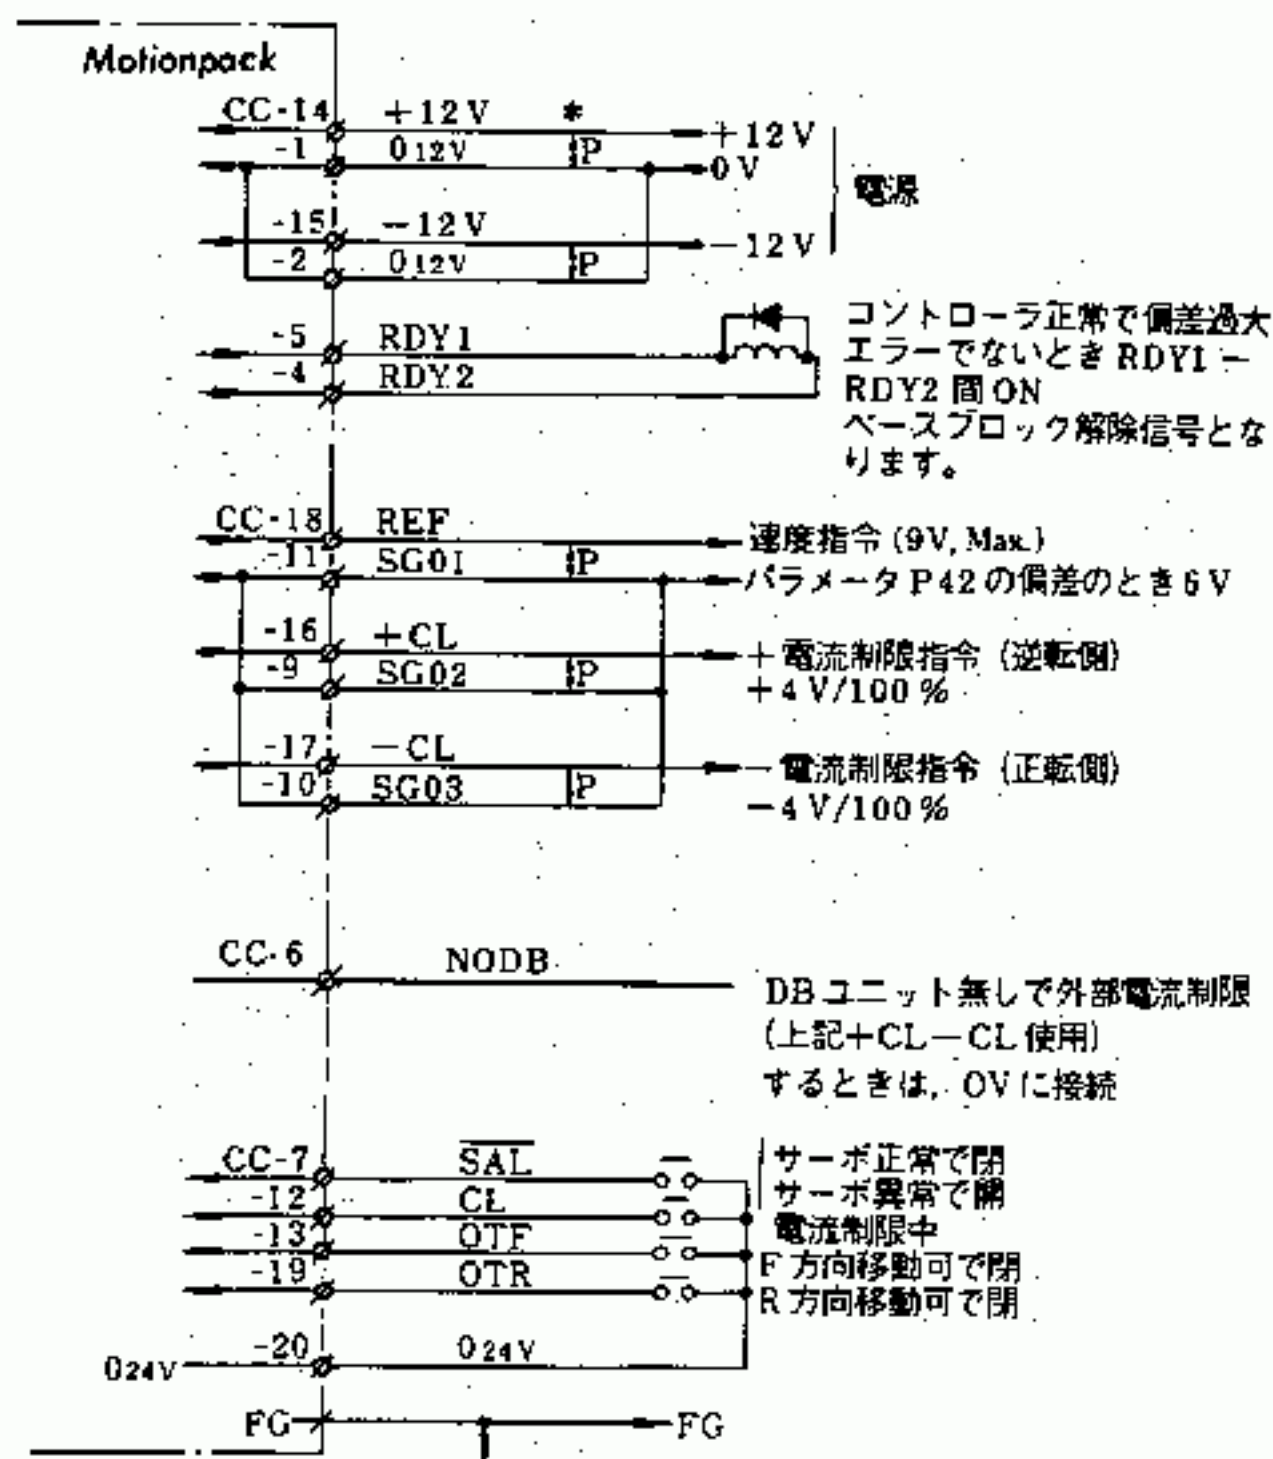 Motionpack
CC-14 +12V * +12V
-1 012V P 0V
電源
-15 -12V -12V
-2 012V P
-5 RDY1
-4 RDY2
コントローラ正常で偏差過大
エラーでないときRDY1-
RDY2間ON
ベースブロック解除信号とな
ります。
CC-18 REF 速度指令(9V, Max.)
-11 SG01 P パラメータP42の偏差のとき6V
-16 +CL +電流制限指令(逆転側)
-9 SG02 P +4V/100%
-17 -CL -電流制限指令(正転側)
-10 SG03 P -4V/100%
CC-6 NODB
DBユニット無しで外部電流制限
(上記+CL-CL使用)
するときは, OVに接続
CC-7 SAL サーボ正常で閉
サーボ異常で開
-12 CL 電流制限中
-13 OTF F方向移動可で閉
-19 OTR R方向移動可で閉
024V -20 024V
FG FG